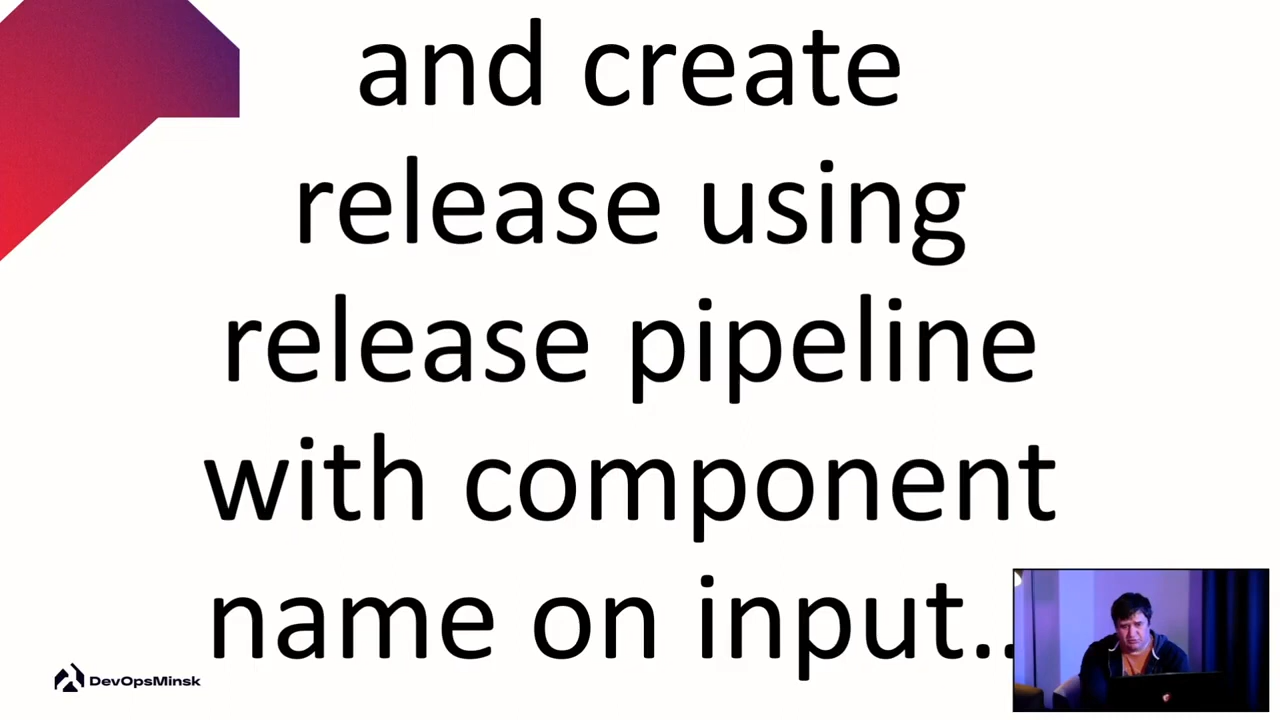 and create
release using
release pipeline
with component
name on input..
DevOpsMinsk